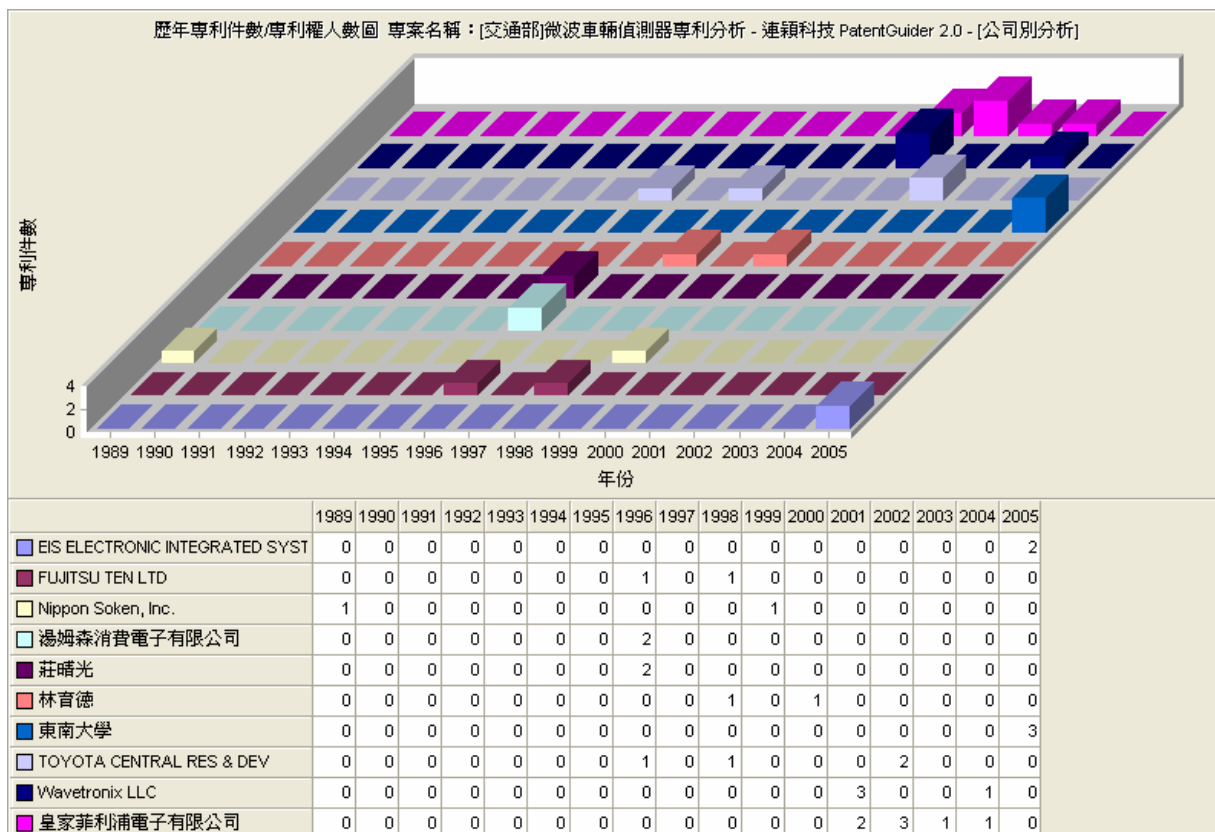 歷年專利件數/專利權人數圖 專案名稱：[交通部]微波車輛偵測器專利分析 - 連穎科技 PatentGuider 2.0 - [公司別分析]
專利件數
4
2
0
1989 1990 1991 1992 1993 1994 1995 1996 1997 1998 1999 2000 2001 2002 2003 2004 2005
年份
1989 1990 1991 1992 1993 1994 1995 1996 1997 1998 1999 2000 2001 2002 2003 2004 2005
EIS ELECTRONIC INTEGRATED SYST 0 0 0 0 0 0 0 0 0 0 0 0 0 0 0 0 2
FUJITSU TEN LTD 0 0 0 0 0 0 0 1 0 1 0 0 0 0 0 0 0
Nippon Soken, Inc. 1 0 0 0 0 0 0 0 0 0 1 0 0 0 0 0 0
湯姆森消費電子有限公司 0 0 0 0 0 0 0 2 0 0 0 0 0 0 0 0 0
莊曙光 0 0 0 0 0 0 0 2 0 0 0 0 0 0 0 0 0
林育德 0 0 0 0 0 0 0 0 0 1 0 1 0 0 0 0 0
東南大學 0 0 0 0 0 0 0 0 0 0 0 0 0 0 0 0 3
TOYOTA CENTRAL RES & DEV 0 0 0 0 0 0 0 1 0 1 0 0 0 2 0 0 0
Wavetronix LLC 0 0 0 0 0 0 0 0 0 0 0 0 3 0 0 1 0
皇家菲利浦電子有限公司 0 0 0 0 0 0 0 0 0 0 0 0 2 3 1 1 0